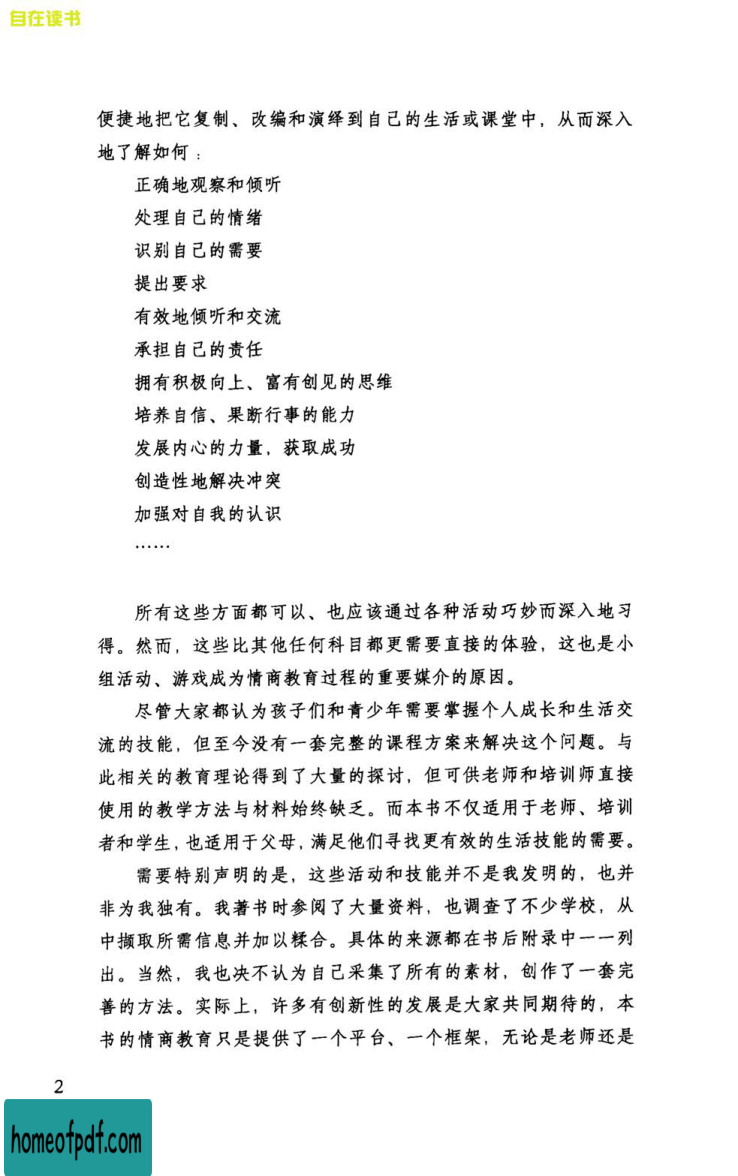 自在读书
便捷地把它复制、改编和演绎到自己的生活或课堂中，从而深入
地了解如何：
正确地观察和倾听
处理自己的情绪
识别自己的需要
提出要求
有效地倾听和交流
承担自己的责任
拥有积极向上、富有创见的思维
培养自信、果断行事的能力
发展内心的力量，获取成功
创造性地解决冲突
加强对自我的认识
……
所有这些方面都可以、也应该通过各种活动巧妙而深入地习
得。然而，这些比其他任何科目都更需要直接的体验，这也是小
组活动、游戏成为情商教育过程的重要媒介的原因。
尽管大家都认为孩子们和青少年需要掌握个人成长和生活交
流的技能，但至今没有一套完整的课程方案来解决这个问题。与
此相关的教育理论得到了大量的探讨，但可供老师和培训师直接
使用的教学方法与材料始终缺乏。而本书不仅适用于老师、培训
者和学生，也适用于父母，满足他们寻找更有效的生活技能的需要。
需要特别声明的是，这些活动和技能并不是我发明的，也并
非为我独有。我著书时参阅了大量资料，也调查了不少学校，从
中撷取所需信息并加以糅合。具体的来源都在书后附录中一一列
出。当然，我也决不认为自己采集了所有的素材，创作了一套完
善的方法。实际上，许多有创新性的发展是大家共同期待的，本
书的情商教育只是提供了一个平台、一个框架，无论是老师还是
2
homeofpdf.com